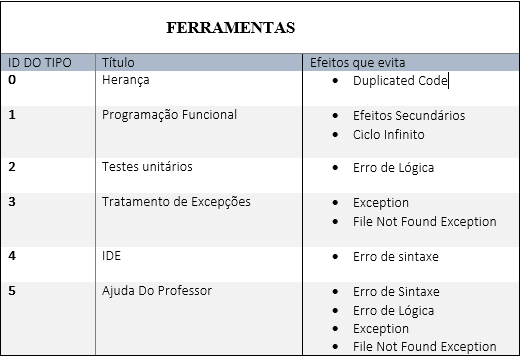 FERRAMENTAS
ID DO TIPO Título Efeitos que evita
0 Herança • Duplicated Code
1 Programação Funcional • Efeitos Secundários
• Ciclo Infinito
2 Testes unitários • Erro de Lógica
3 Tratamento de Excepções • Exception
• File Not Found Exception
4 IDE • Erro de sintaxe
5 Ajuda Do Professor • Erro de Sintaxe
• Erro de Lógica
• Exception
• File Not Found Exception